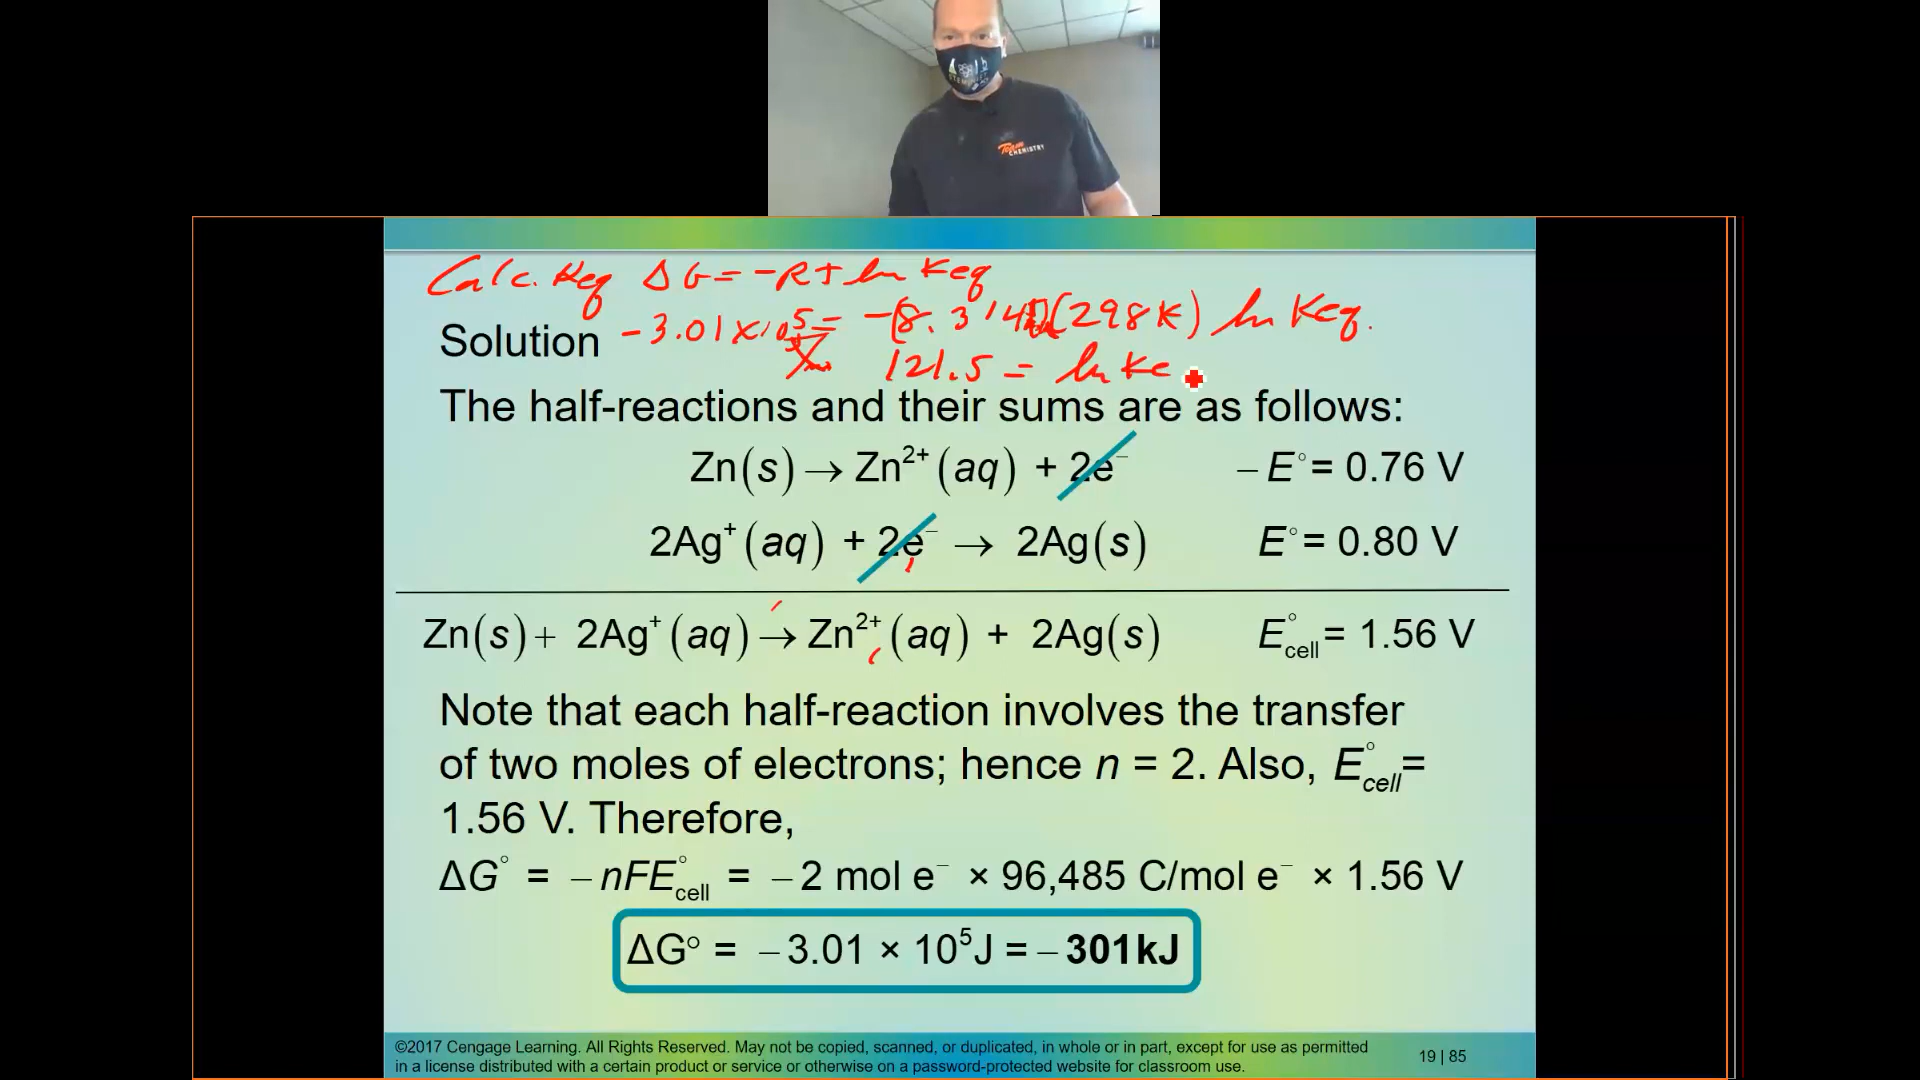 Team
CHEMISTRY
Calc. Keq ΔG = -RT ln Keq
-3.01 x 10⁵ J/mol = -(8.314 J/mol K)(298K) ln Keq.
Solution
121.5 = ln Ke
The half-reactions and their sums are as follows:
Zn(s) → Zn²⁺(aq) + 2e⁻ – E° = 0.76 V
2Ag⁺(aq) + 2e⁻ → 2Ag(s) E° = 0.80 V
Zn(s) + 2Ag⁺(aq) → Zn²⁺(aq) + 2Ag(s) E°cell = 1.56 V
Note that each half-reaction involves the transfer
of two moles of electrons; hence n = 2. Also, E°cell =
1.56 V. Therefore,
ΔG° = –nFE°cell = –2 mol e⁻ × 96,485 C/mol e⁻ × 1.56 V
ΔG° = –3.01 × 10⁵ J = –301kJ
©2017 Cengage Learning. All Rights Reserved. May not be copied, scanned, or duplicated, in whole or in part, except for use as permitted
in a license distributed with a certain product or service or otherwise on a password-protected website for classroom use.
19 | 85